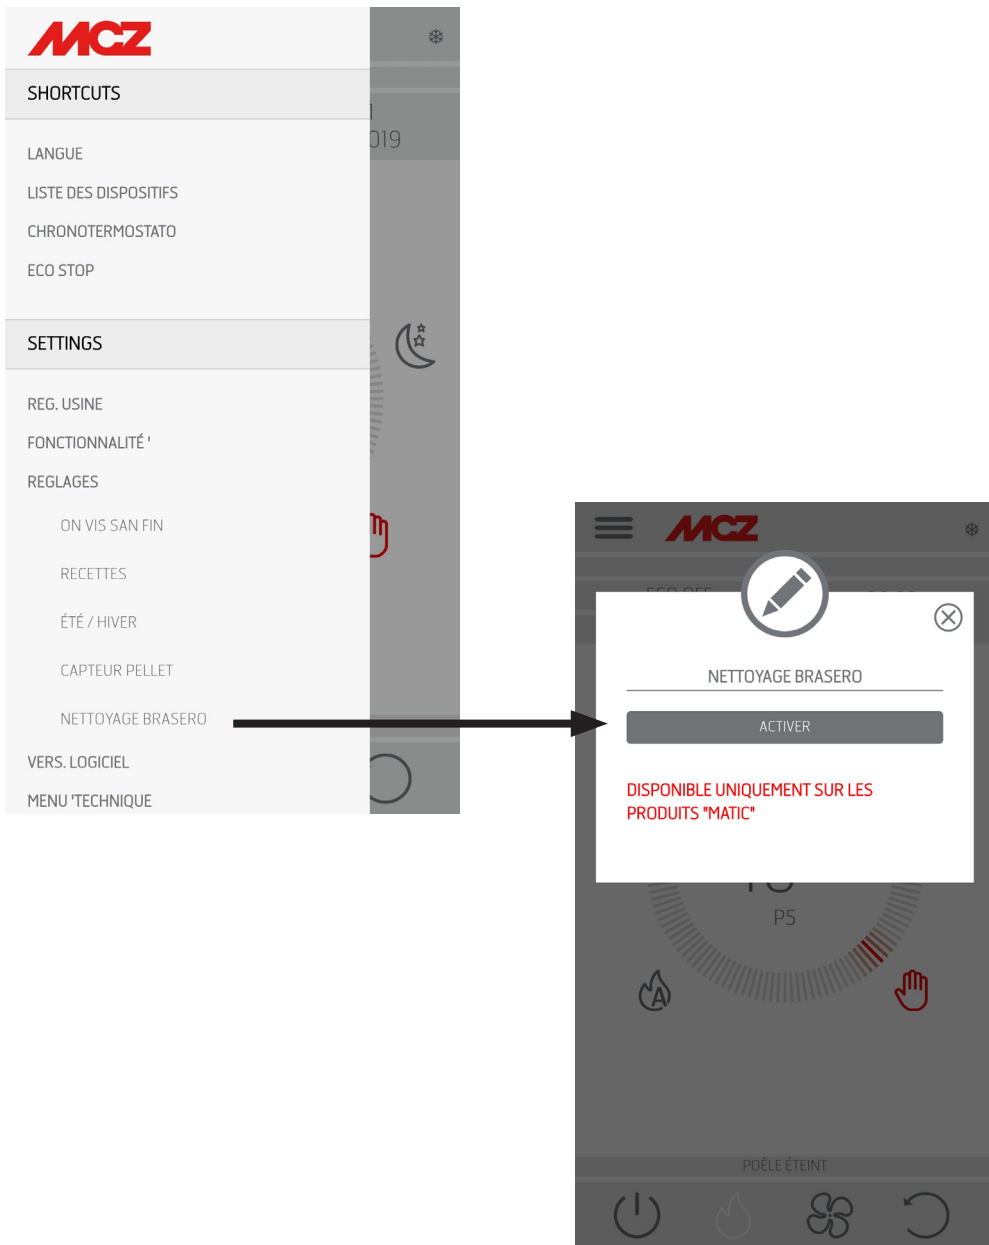 MCZ
SHORTCUTS
019
LANGUE
LISTE DES DISPOSITIFS
CHRONOTERMOSTATO
ECO STOP
SETTINGS
REG. USINE
FONCTIONNALITÉ '
REGLAGES
ON VIS SAN FIN
RECETTES
ÉTÉ / HIVER
CAPTEUR PELLET
NETTOYAGE BRASERO
VERS. LOGICIEL
MENU 'TECHNIQUE
MCZ
NETTOYAGE BRASERO
ACTIVER
DISPONIBLE UNIQUEMENT SUR LES
PRODUITS "MATIC"
P5
A
POÊLE ÉTEINT